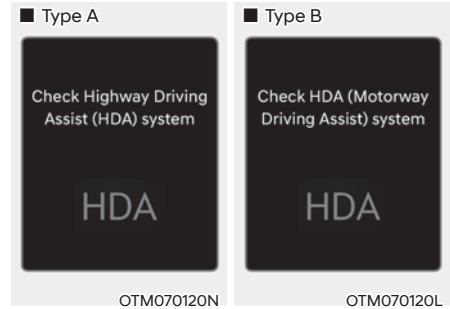 ■ Type A
Check Highway Driving
Assist (HDA) system
HDA
OTM070120N
■ Type B
Check HDA (Motorway
Driving Assist) system
HDA
OTM070120L